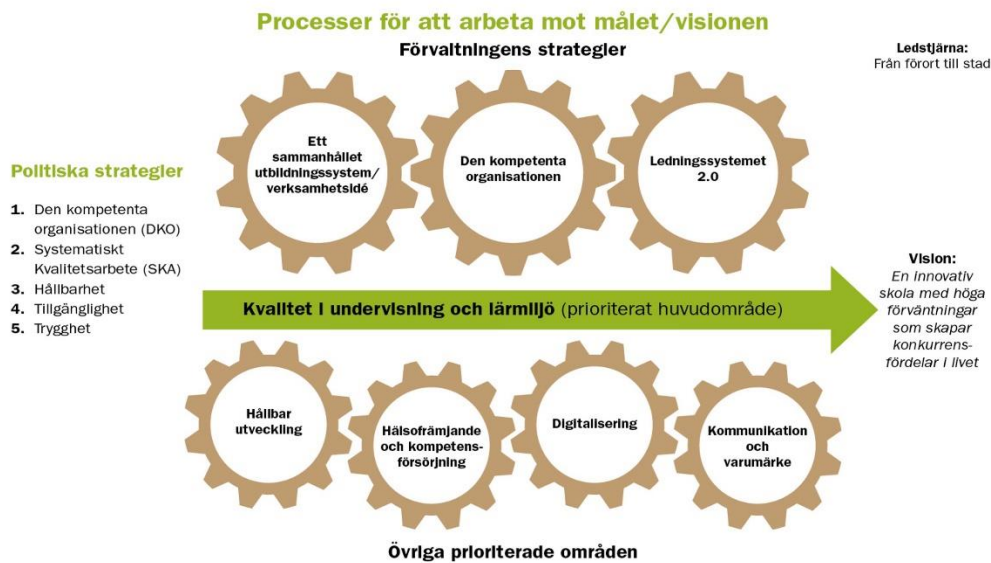 Processer för att arbeta mot målet/visionen
Förvaltningens strategier
Ledstjärna:
Från förort till stad
Ett
sammanhållet
utbildningssystem/
verksamhetsidé
Den kompetenta
organisationen
Ledningssystemet
2.0
Politiska strategier
1. Den kompetenta
organisationen (DKO)
2. Systematiskt
Kvalitetsarbete (SKA)
3. Hållbarhet
4. Tillgänglighet
5. Trygghet
Kvalitet i undervisning och lärmiljö (prioriterat huvudområde)
Vision:
En innovativ
skola med höga
förväntningar
som skapar
konkurrens-
fördelar i livet
Hållbar
utveckling
Hälsofrämjande
och kompetens-
försörjning
Digitalisering
Kommunikation
och
varumärke
Övriga prioriterade områden